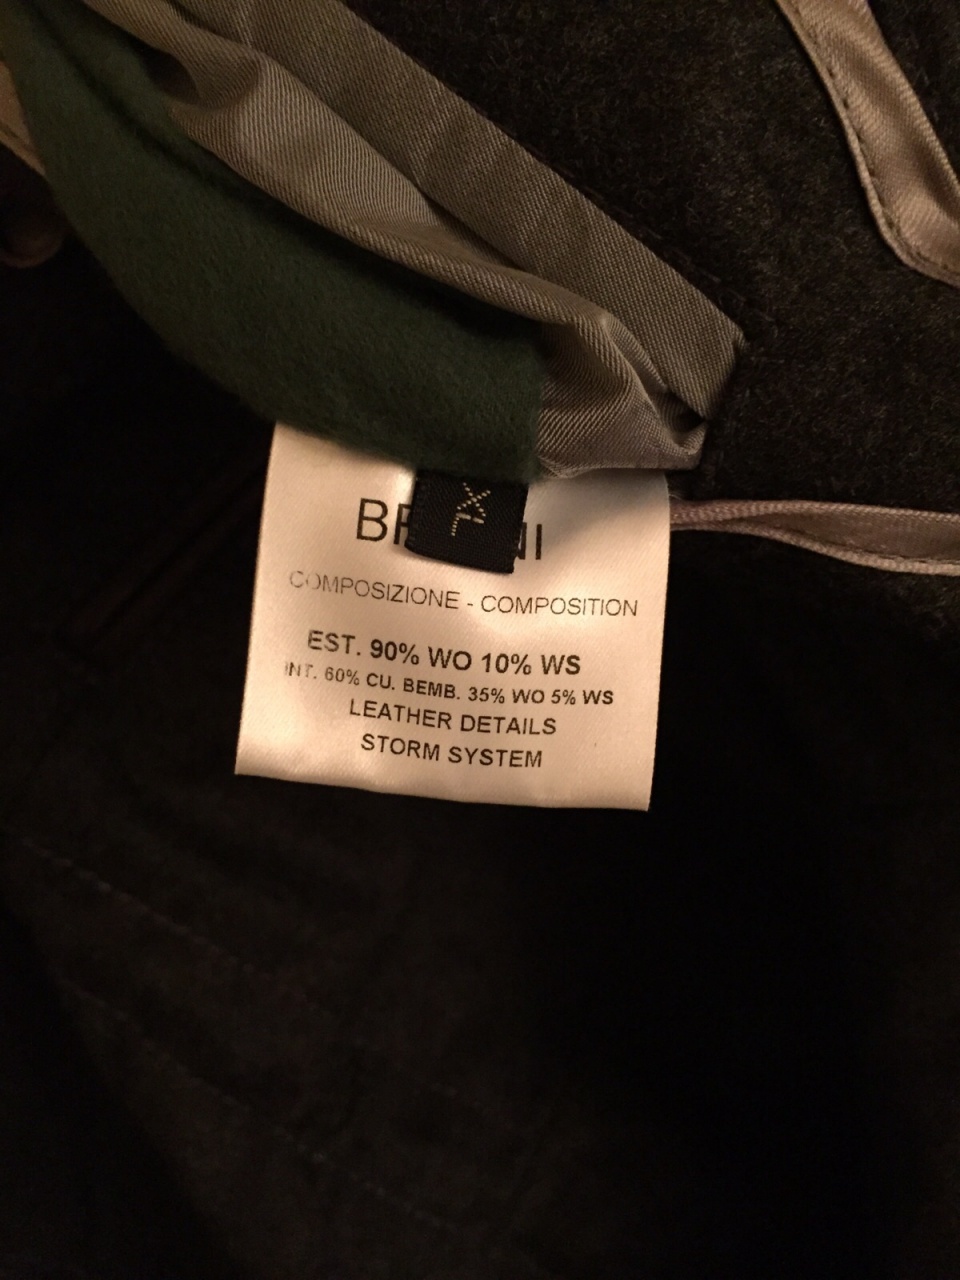 XL
COMPOSIZIONE - COMPOSITION
EST. 90% WO 10% WS
INT. 60% CU. BEMB. 35% WO 5% WS
LEATHER DETAILS
STORM SYSTEM